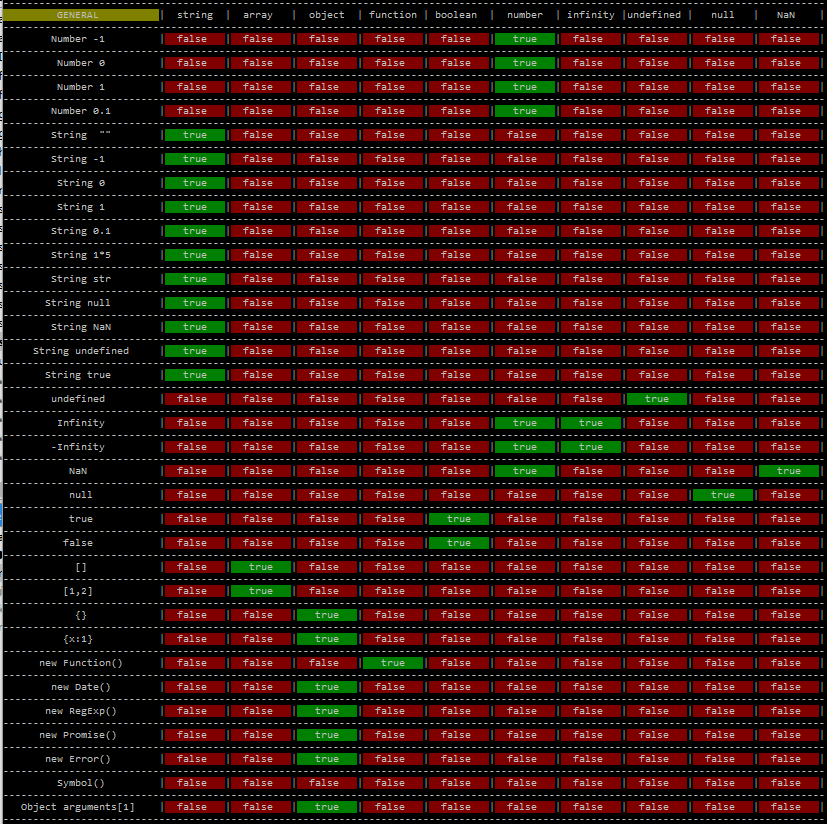 GENERAL | string | array | object | function | boolean | number | infinity |undefined | null | NaN |
Number -1 | false | false | false | false | false | true | false | false | false | false |
Number 0 | false | false | false | false | false | true | false | false | false | false |
Number 1 | false | false | false | false | false | true | false | false | false | false |
Number 0.1 | false | false | false | false | false | true | false | false | false | false |
String "" | true | false | false | false | false | false | false | false | false | false |
String -1 | true | false | false | false | false | false | false | false | false | false |
String 0 | true | false | false | false | false | false | false | false | false | false |
String 1 | true | false | false | false | false | false | false | false | false | false |
String 0.1 | true | false | false | false | false | false | false | false | false | false |
String 1*5 | true | false | false | false | false | false | false | false | false | false |
String str | true | false | false | false | false | false | false | false | false | false |
String null | true | false | false | false | false | false | false | false | false | false |
String NaN | true | false | false | false | false | false | false | false | false | false |
String undefined | true | false | false | false | false | false | false | false | false | false |
String true | true | false | false | false | false | false | false | false | false | false |
undefined | false | false | false | false | false | false | false | true | false | false |
Infinity | false | false | false | false | false | true | true | false | false | false |
-Infinity | false | false | false | false | false | true | true | false | false | false |
NaN | false | false | false | false | false | true | false | false | false | true |
null | false | false | false | false | false | false | false | false | true | false |
true | false | false | false | false | true | false | false | false | false | false |
false | false | false | false | false | true | false | false | false | false | false |
[] | false | true | false | false | false | false | false | false | false | false |
[1,2] | false | true | false | false | false | false | false | false | false | false |
{} | false | false | true | false | false | false | false | false | false | false |
{x:1} | false | false | true | false | false | false | false | false | false | false |
new Function() | false | false | false | true | false | false | false | false | false | false |
new Date() | false | false | true | false | false | false | false | false | false | false |
new RegExp() | false | false | true | false | false | false | false | false | false | false |
new Promise() | false | false | true | false | false | false | false | false | false | false |
new Error() | false | false | true | false | false | false | false | false | false | false |
Symbol() | false | false | false | false | false | false | false | false | false | false |
Object arguments[1] | false | false | true | false | false | false | false | false | false | false |